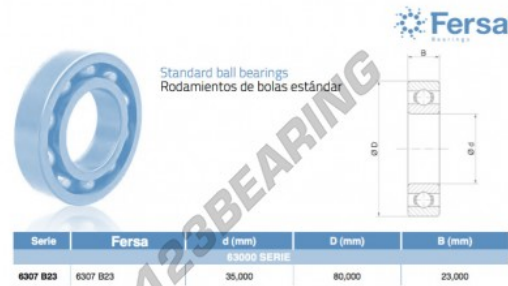 Fersa
Bearings
Standard ball bearings
Rodamientos de bolas estándar
B
Ø D
Ø d
123BEARING
Serie Fersa d (mm) D (mm) B (mm)
63000 SERIE
6307 B23 6307 B23 35,000 80,000 23,000